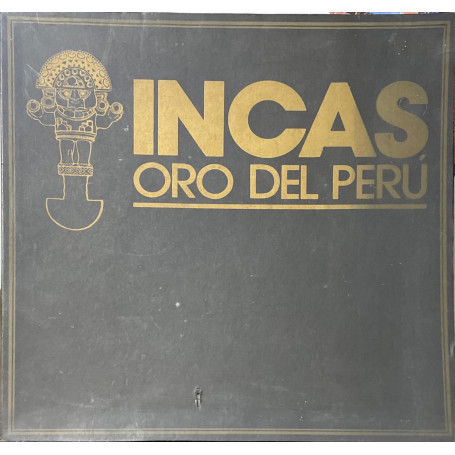 INCAS
ORO DEL PERÚ